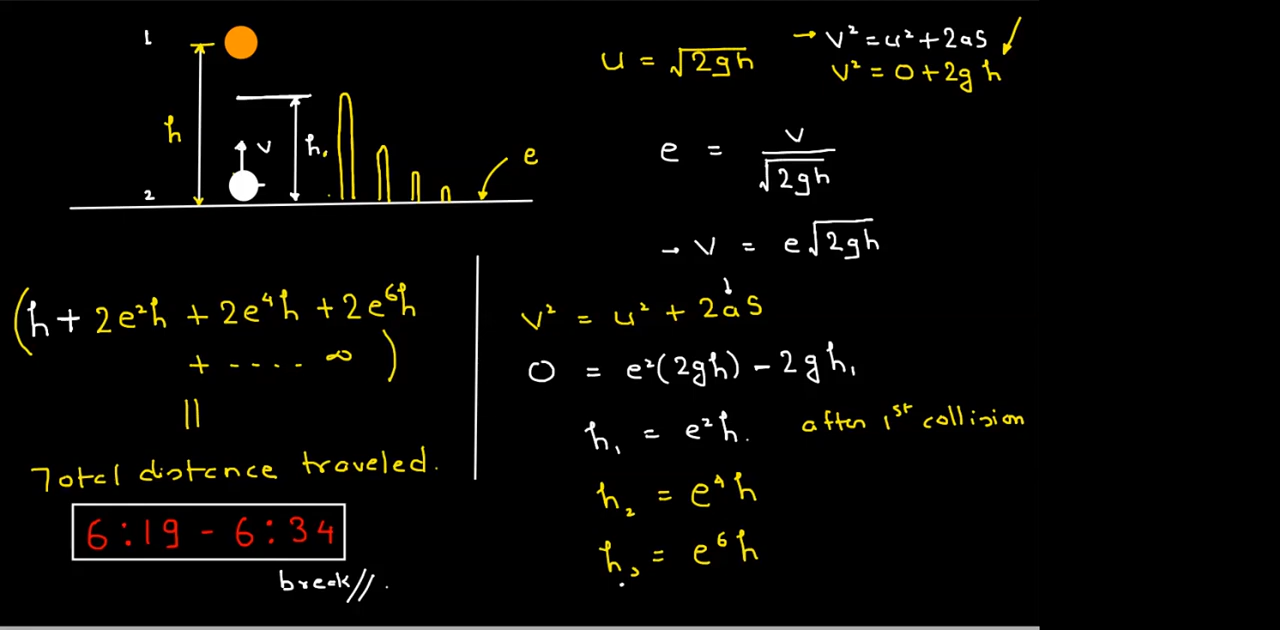 1
h
v
h₁
e
2
u = √2gh
→ v² = u² + 2as
v² = 0 + 2gh
e = v / √2gh
→ v = e√2gh
(h + 2e²h + 2e⁴h + 2e⁶h
+ ---- ∞ )
||
Total distance traveled.
6:19 - 6:34
break//.
v² = u² + 2as
0 = e²(2gh) - 2gh₁
h₁ = e²h. after 1st collision
h₂ = e⁴h
h₃ = e⁶h